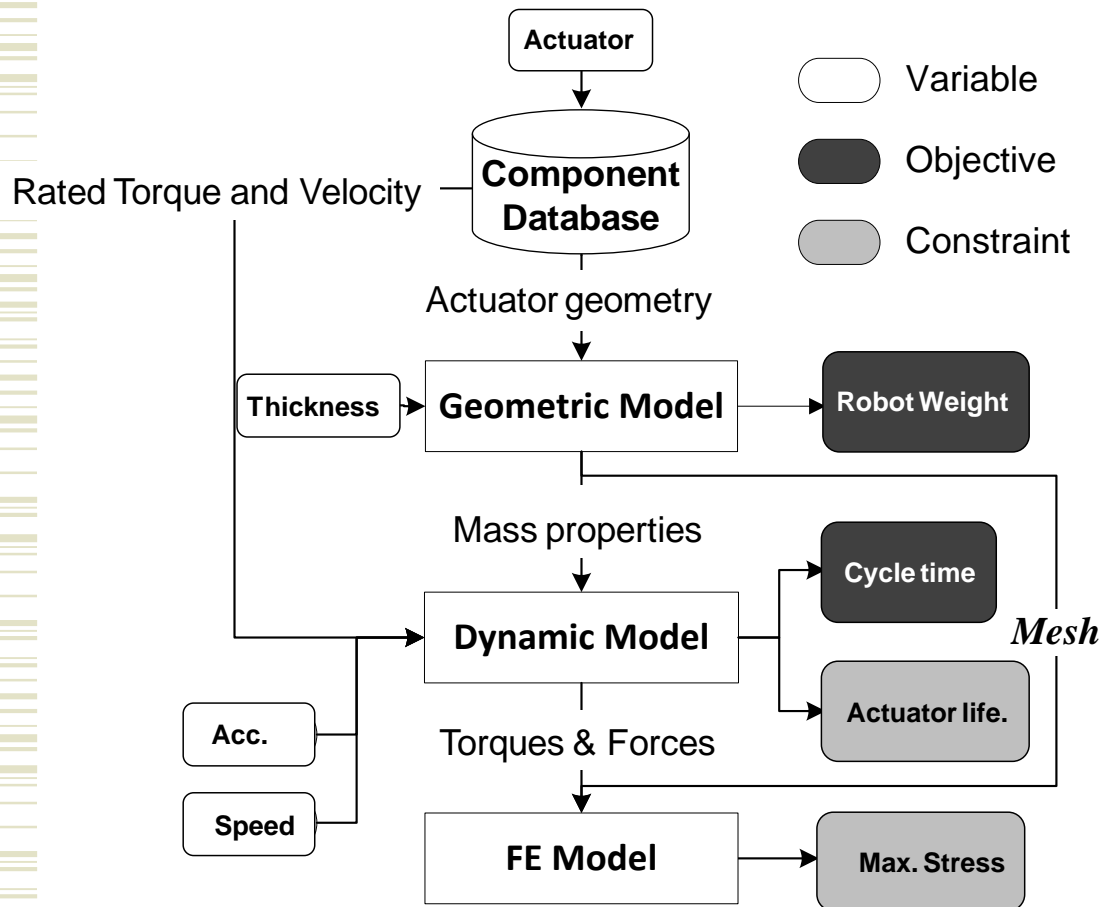 Actuator
Variable
Objective
Constraint
Component
Database
Rated Torque and Velocity
Actuator geometry
Thickness
Geometric Model
Robot Weight
Mass properties
Cycle time
Dynamic Model
Mesh
Actuator life.
Acc.
Torques & Forces
Speed
FE Model
Max. Stress